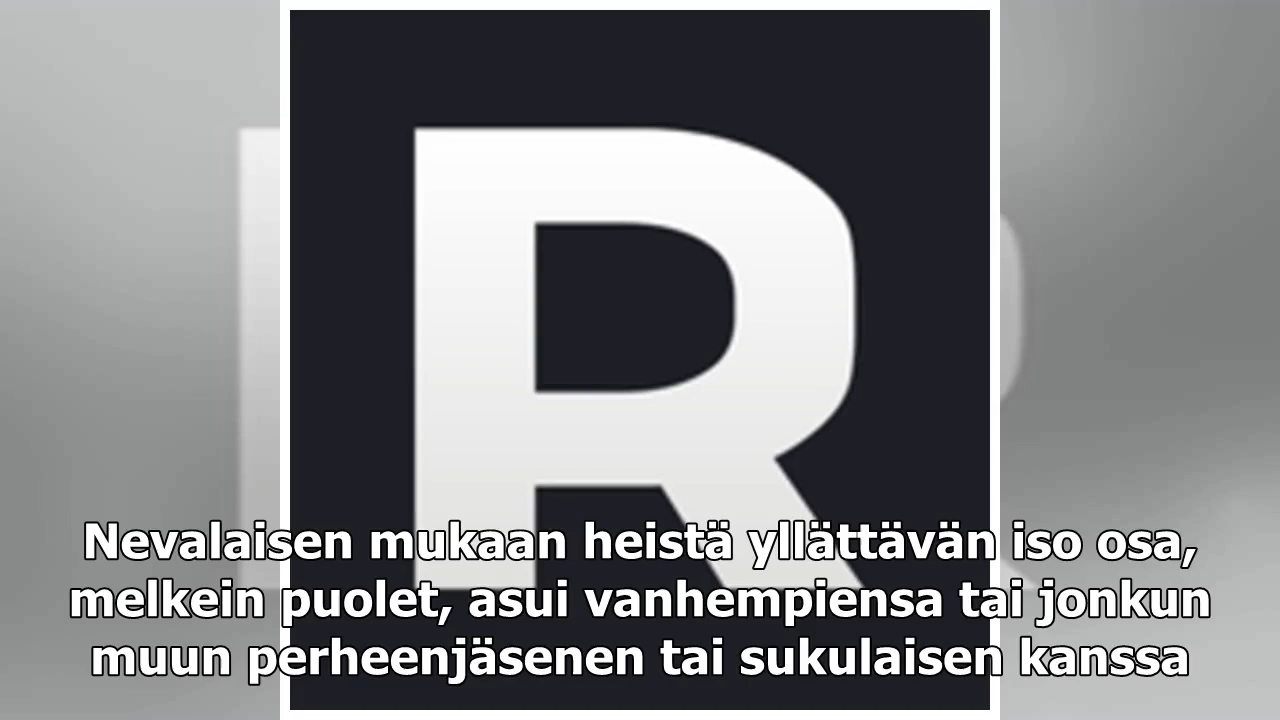 R
Nevalaisen mukaan heistä yllättävän iso osa,
melkein puolet, asui vanhempiensa tai jonkun
muun perheenjäsenen tai sukulaisen kanssa